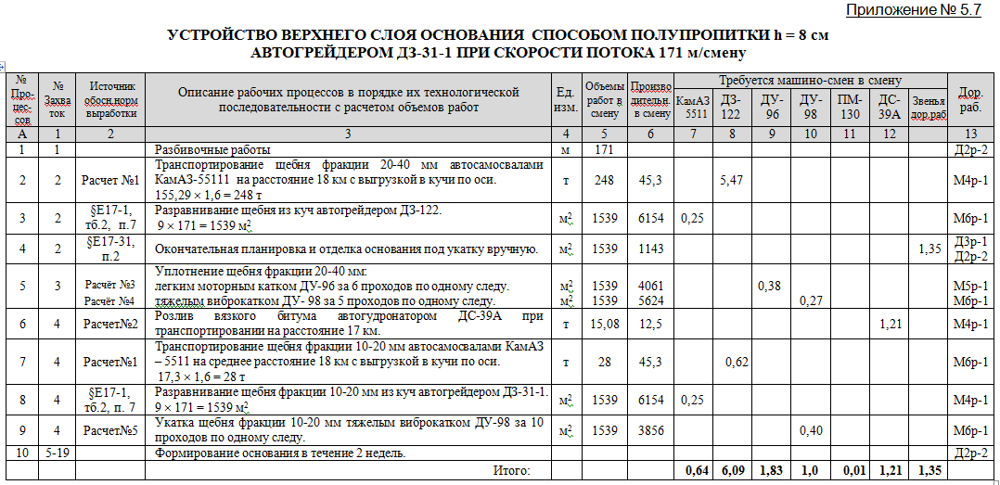 Приложение № 5.7
УСТРОЙСТВО ВЕРХНЕГО СЛОЯ ОСНОВАНИЯ СПОСОБОМ ПОЛУПРОПИТКИ h = 8 см
АВТОГРЕЙДЕРОМ ДЗ-31-1 ПРИ СКОРОСТИ ПОТОКА 171 м/смену
№ Про-цес-сов | № Захваток | Источник обосн,норм выработки | Описание рабочих процессов в порядке их технологической последовательности с расчетом объемов работ | Ед. изм. | Объемы работ в смену | Произво дительн. в смену | Требуется машино-смен в смену | Дор. раб.
КамАЗ 5511 | ДЗ-122 | ДУ-96 | ДУ-98 | ПМ-130 | ДС-39А | Звенья дор,раб
А | 1 | 2 | 3 | 4 | 5 | 6 | 7 | 8 | 9 | 10 | 11 | 12 | 13
1 | 1 | Разбивочные работы | м | 171 | Д2р-2
2 | 2 | Расчет №1 | Транспортирование щебня фракции 20-40 мм автосамосвалами
КамАЗ-55111 на расстояние 18 км с выгрузкой в кучи по оси.
155,29 × 1,6 = 248 т | т | 248 | 45,3 | 5,47 | М4р-1
3 | 2 | §Е17-1, тб.2, п.7 | Разравнивание щебня из куч автогрейдером ДЗ-122.
9 × 171 = 1539 м2 | м2 | 1539 | 6154 | 0,25 | М6р-1
4 | 2 | §Е17-31, п.2 | Окончательная планировка и отделка основания под укатку вручную. | м2 | 1539 | 1143 | 1,35 | Д3р-1 Д2р-2
5 | 3 | Уплотнение щебня фракции 20-40 мм:
Расчёт №3 | легким моторным катком ДУ-96 за 6 проходов по одному следу. | м2 | 1539 | 4061 | 0,38 | М5р-1
Расчёт №4 | тяжелым виброкатком ДУ- 98 за 5 проходов по одному следу. | м2 | 1539 | 5624 | 0,27 | М6р-1
6 | 4 | Расчет№2 | Розлив вязкого битума автогудронатором ДС-39А при
транспортировании на расстояние 17 км. | т | 15,08 | 12,5 | 1,21 | М4р-1
7 | 4 | Расчет№1 | Транспортирование щебня фракции 10-20 мм автосамосвалами КамАЗ
– 5511 на среднее расстояние 18 км с выгрузкой в кучи по оси.
17,3 × 1,6 = 28 т | т | 28 | 45,3 | 0,62 | М6р-1
8 | 4 | §Е17-1, тб.2, п. 7 | Разравнивание щебня фракции 10-20 мм из куч автогрейдером ДЗ-31-1.
9 × 171 = 1539 м2 | м2 | 1539 | 6154 | 0,25 | М4р-1
9 | 4 | Расчет№5 | Укатка щебня фракции 10-20 мм тяжелым виброкатком ДУ-98 за 10
проходов по одному следу. | м2 | 1539 | 3856 | 0,40 | М6р-1
10 | 5-19 | Формирование основания в течение 2 недель. | Д2р-2
Итого: | 0,64 | 6,09 | 1,83 | 1,0 | 0,01 | 1,21 | 1,35